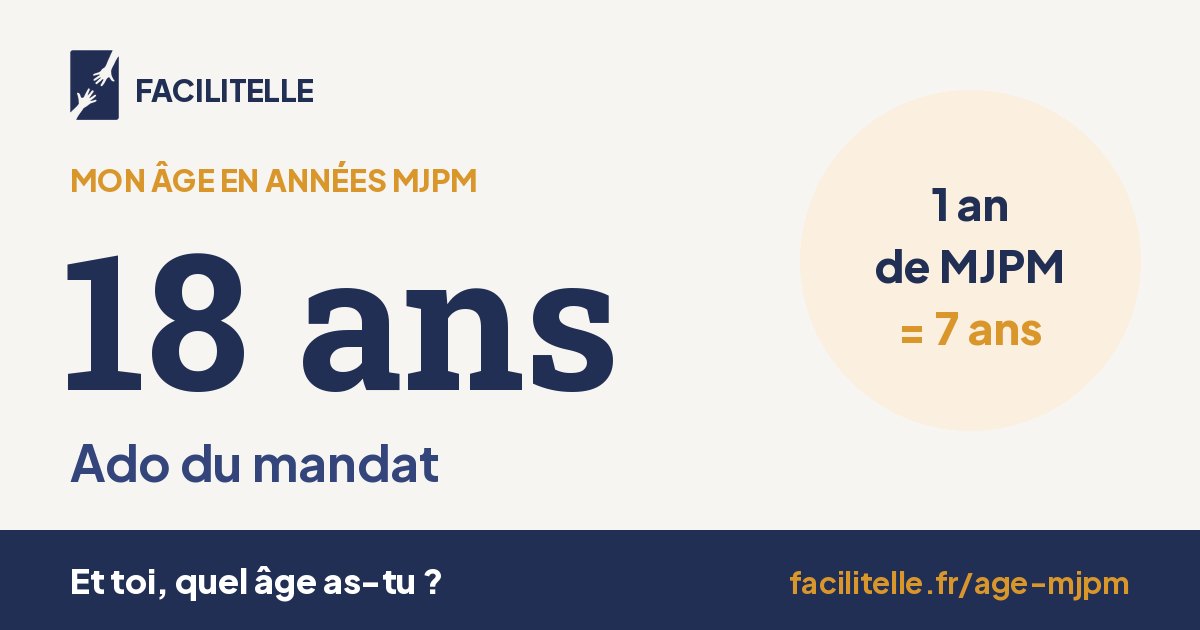 FACILITELLE
MON ÂGE EN ANNÉES MJPM
18 ans
Ado du mandat
1 an
de MJPM
= 7 ans
Et toi, quel âge as-tu ?
facilitelle.fr/age-mjpm